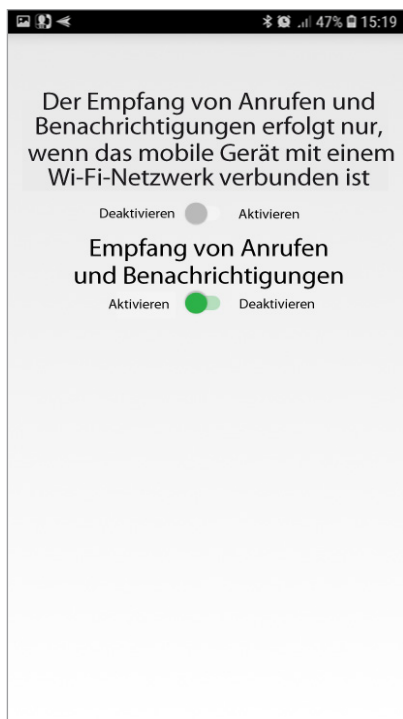 47% 15:19
Der Empfang von Anrufen und
Benachrichtigungen erfolgt nur,
wenn das mobile Gerät mit einem
Wi-Fi-Netzwerk verbunden ist
Deaktivieren Aktivieren
Empfang von Anrufen
und Benachrichtigungen
Aktivieren Deaktivieren